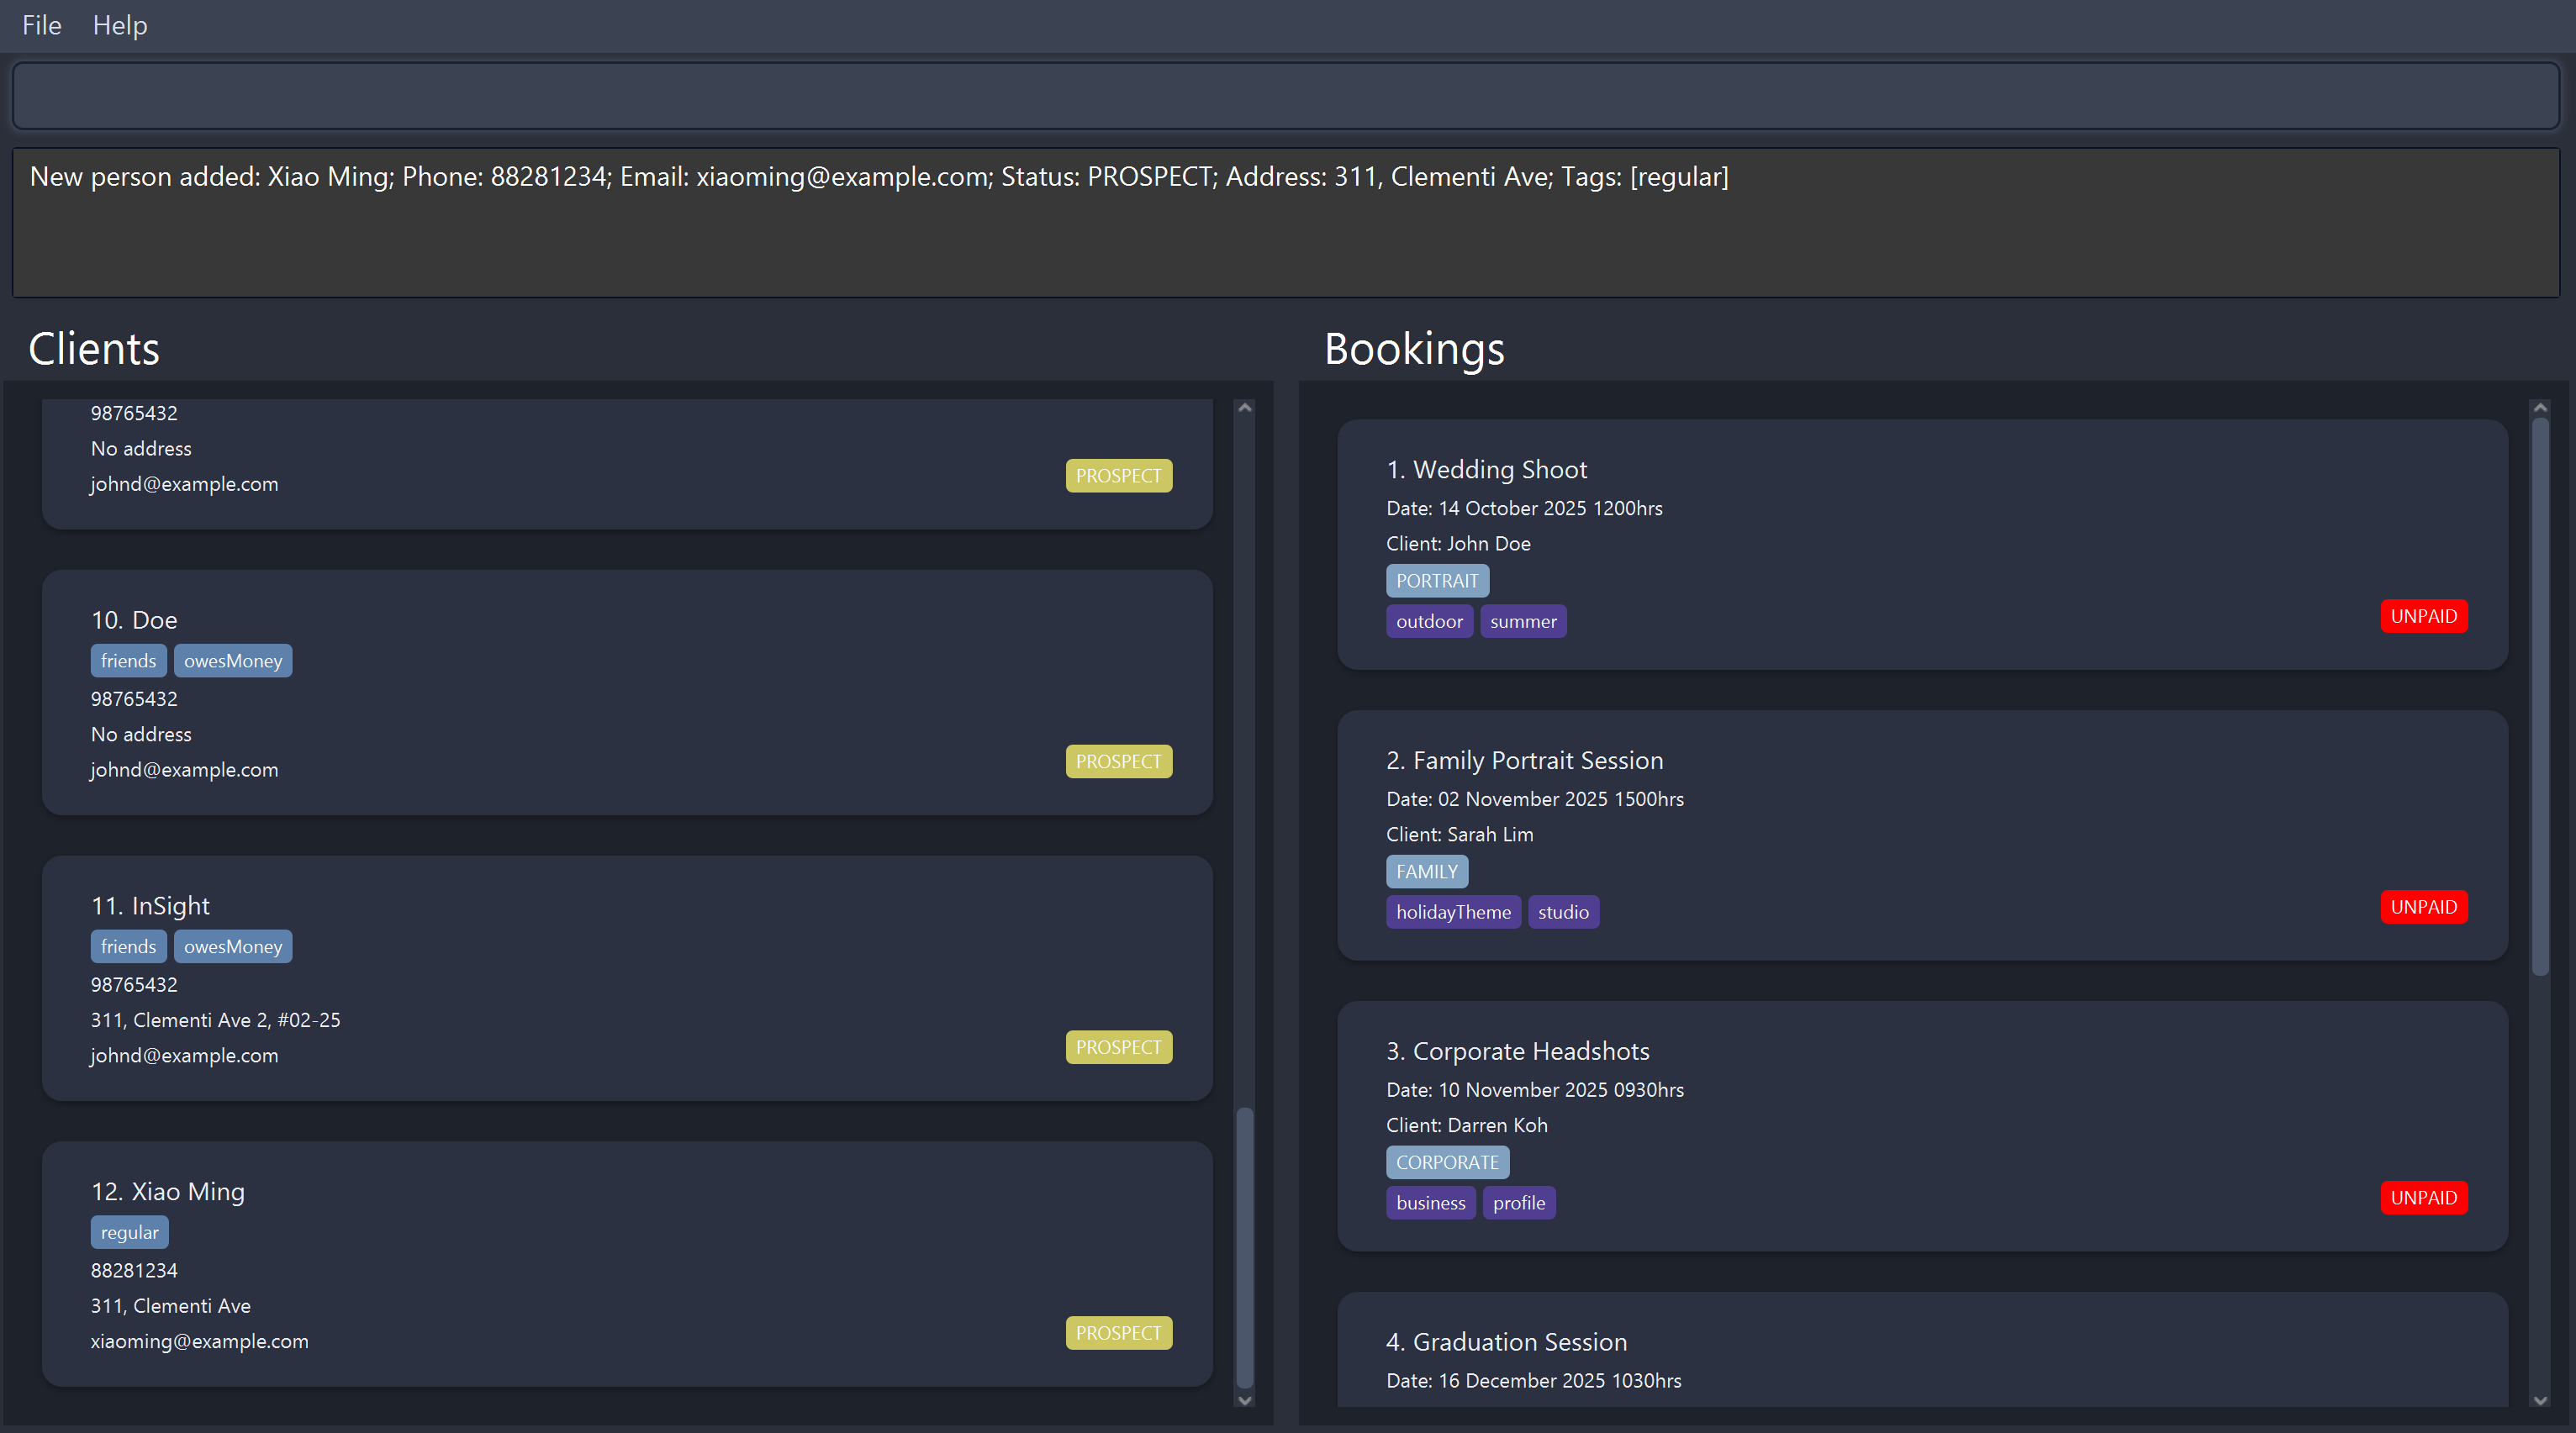 File Help
New person added: Xiao Ming; Phone: 88281234; Email: xiaoming@example.com; Status: PROSPECT; Address: 311, Clementi Ave; Tags: [regular]
Clients
98765432
No address
johnd@example.com
PROSPECT
10. Doe
friends owesMoney
98765432
No address
johnd@example.com
PROSPECT
11. InSight
friends owesMoney
98765432
311, Clementi Ave 2, #02-25
johnd@example.com
PROSPECT
12. Xiao Ming
regular
88281234
311, Clementi Ave
xiaoming@example.com
PROSPECT
Bookings
1. Wedding Shoot
Date: 14 October 2025 1200hrs
Client: John Doe
PORTRAIT
outdoor summer
UNPAID
2. Family Portrait Session
Date: 02 November 2025 1500hrs
Client: Sarah Lim
FAMILY
holidayTheme studio
UNPAID
3. Corporate Headshots
Date: 10 November 2025 0930hrs
Client: Darren Koh
CORPORATE
business profile
UNPAID
4. Graduation Session
Date: 16 December 2025 1030hrs